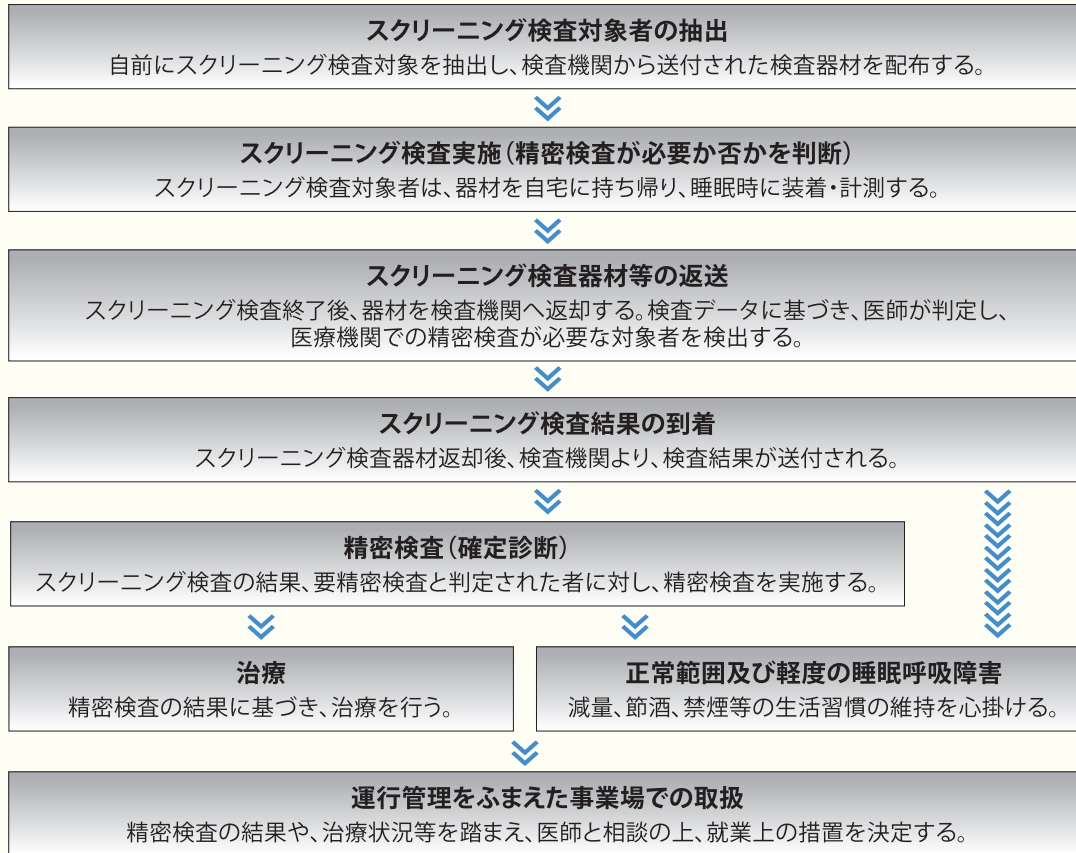 スクリーニング検査対象者の抽出
自前にスクリーニング検査対象を抽出し、検査機関から送付された検査器材を配布する。
スクリーニング検査実施(精密検査が必要か否かを判断)
スクリーニング検査対象者は、器材を自宅に持ち帰り、睡眠時に装着・計測する。
スクリーニング検査器材等の返送
スクリーニング検査終了後、器材を検査機関へ返却する。検査データに基づき、医師が判定し、
医療機関での精密検査が必要な対象者を検出する。
スクリーニング検査結果の到着
スクリーニング検査器材返却後、検査機関より、検査結果が送付される。
精密検査(確定診断)
スクリーニング検査の結果、要精密検査と判定された者に対し、精密検査を実施する。
治療
精密検査の結果に基づき、治療を行う。
正常範囲及び軽度の睡眠呼吸障害
減量、節酒、禁煙等の生活習慣の維持を心掛ける。
運行管理をふまえた事業場での取扱
精密検査の結果や、治療状況等を踏まえ、医師と相談の上、就業上の措置を決定する。